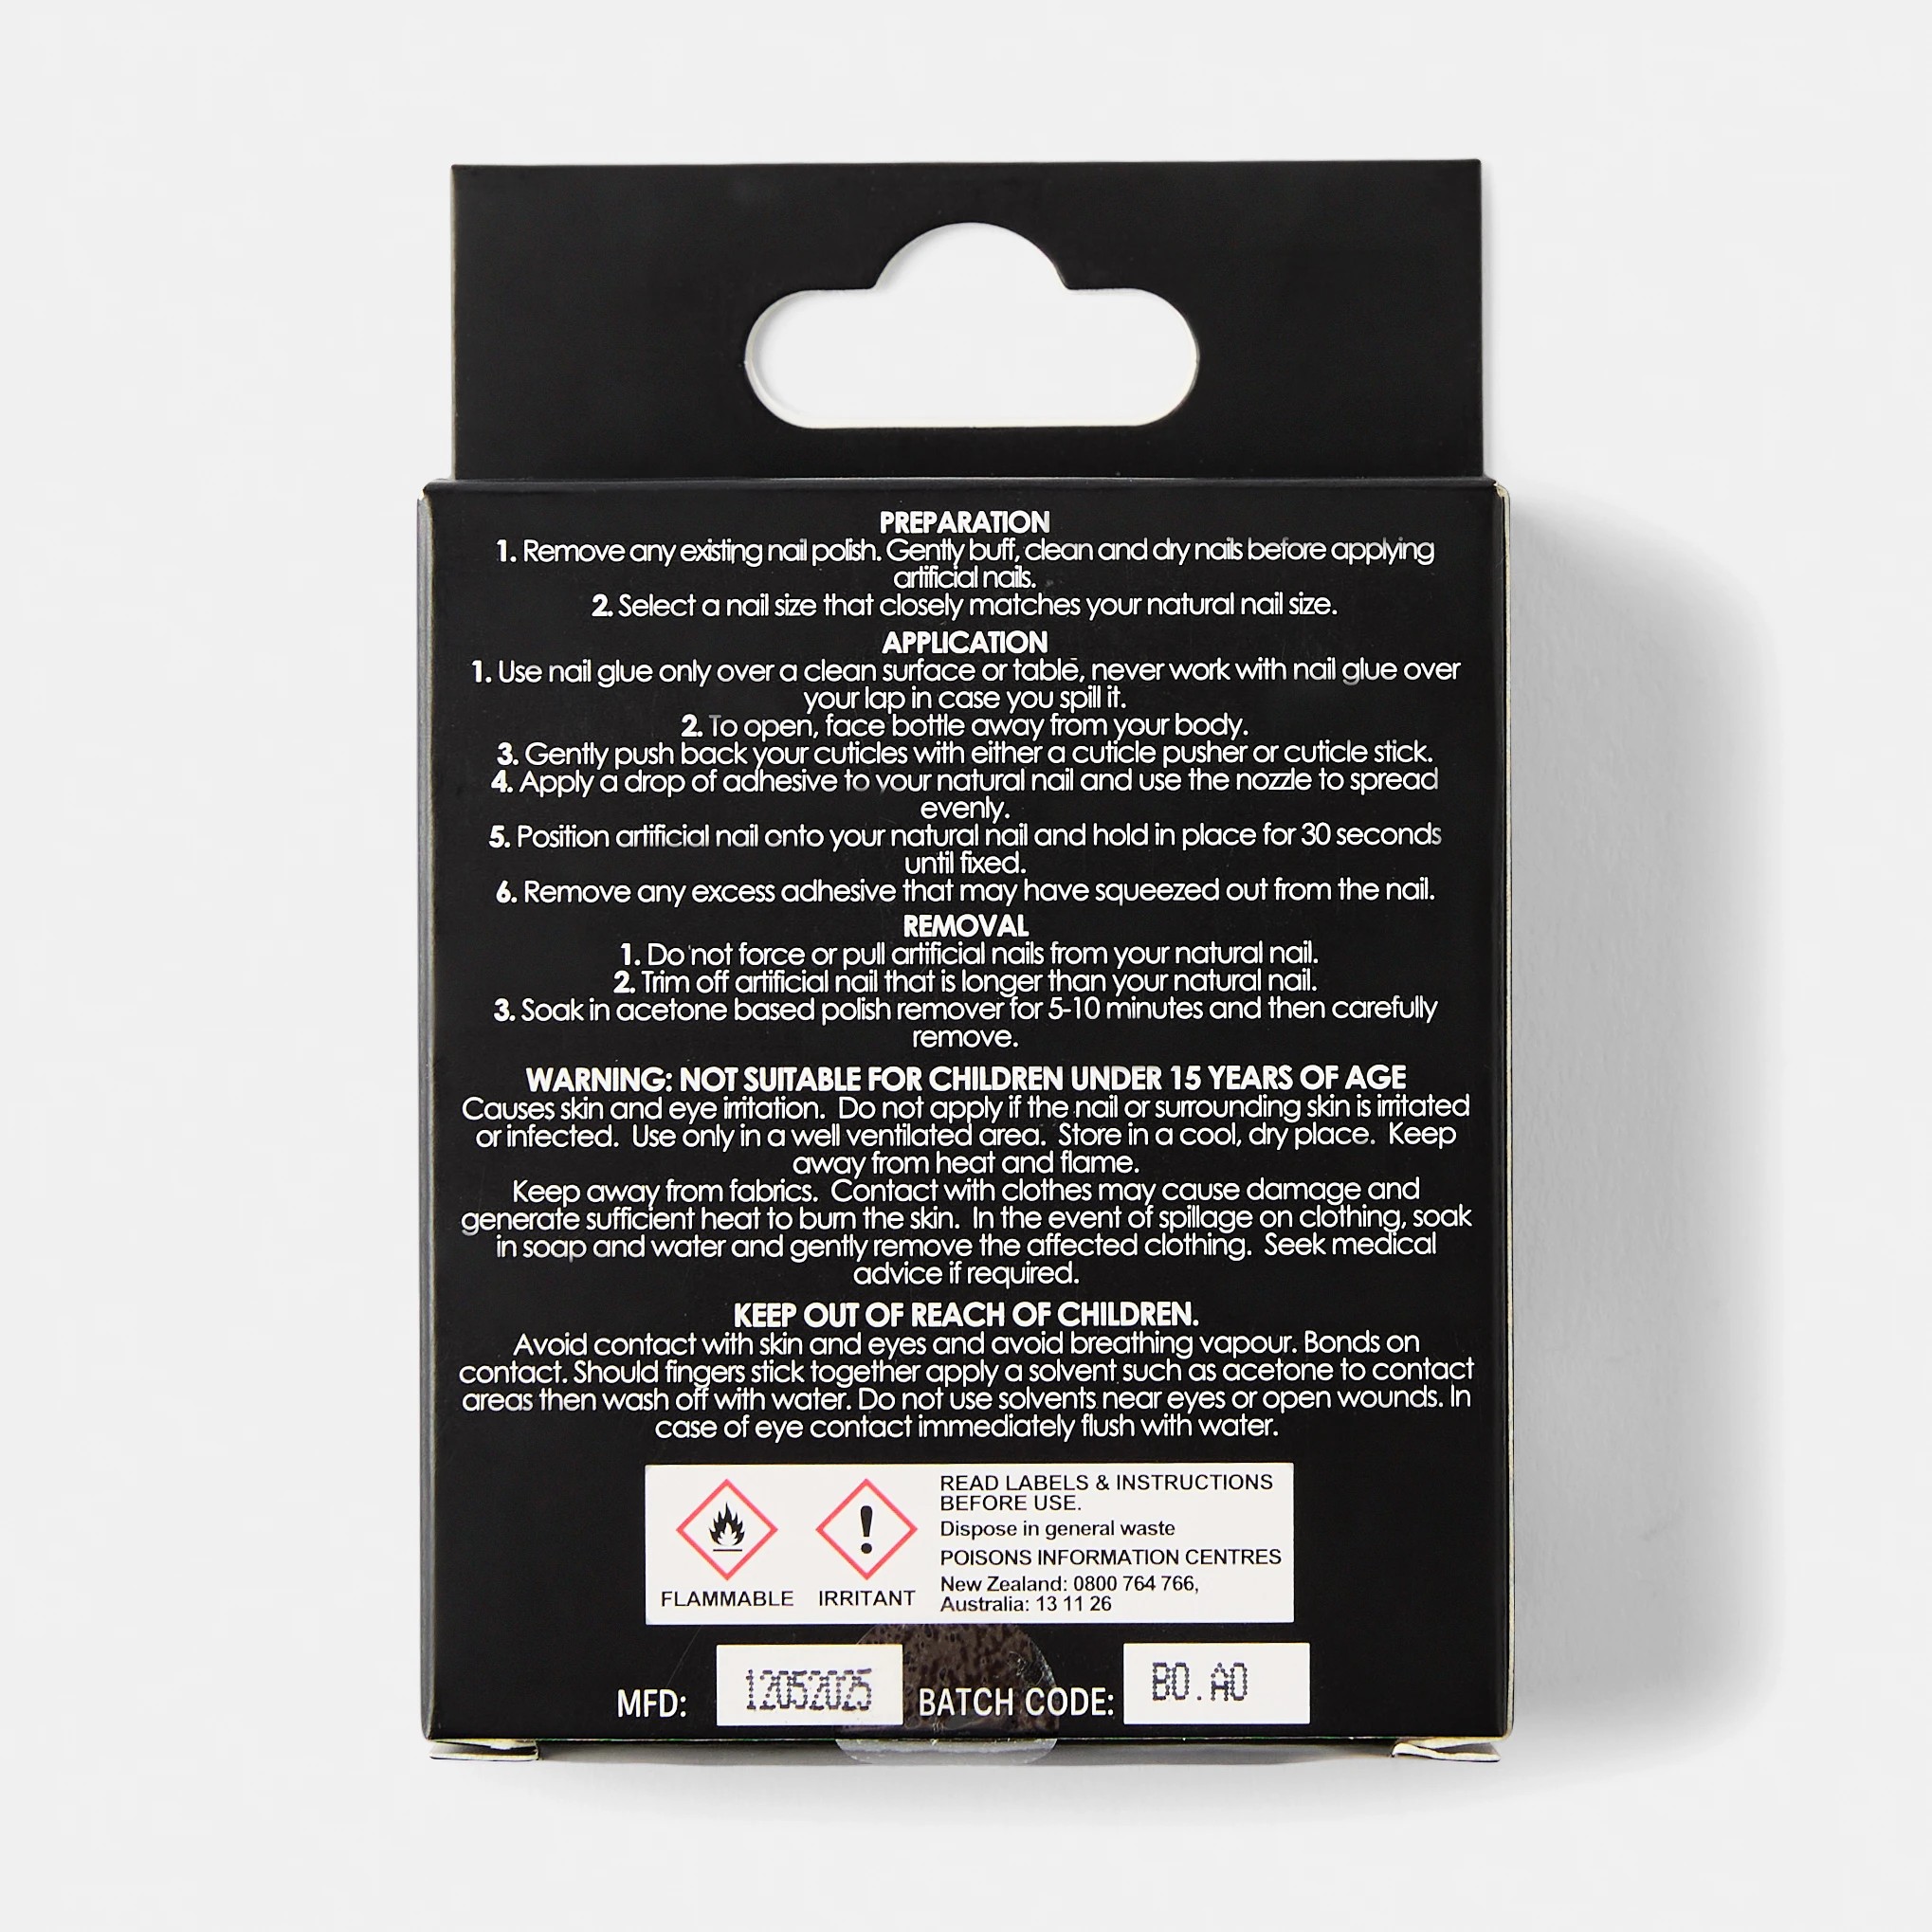 PREPARATION
1. Remove any existing nail polish. Gently buff, clean and dry nails before applying
artificial nails.
2. Select a nail size that closely matches your natural nail size.
APPLICATION
1. Use nail glue only over a clean surface or table, never work with nail glue over
your lap in case you spill it.
2. To open, face bottle away from your body.
3. Gently push back your cuticles with either a cuticle pusher or cuticle stick.
4. Apply a drop of adhesive to your natural nail and use the nozzle to spread
evenly.
5. Position artificial nail onto your natural nail and hold in place for 30 seconds
until fixed.
6. Remove any excess adhesive that may have squeezed out from the nail.
REMOVAL
1. Do not force or pull artificial nails from your natural nail.
2. Trim off artificial nail that is longer than your natural nail.
3. Soak in acetone based polish remover for 5-10 minutes and then carefully
remove.
WARNING: NOT SUITABLE FOR CHILDREN UNDER 15 YEARS OF AGE
Causes skin and eye irritation. Do not apply if the nail or surrounding skin is irritated
or infected. Use only in a well ventilated area. Store in a cool, dry place. Keep
away from heat and flame.
Keep away from fabrics. Contact with clothes may cause damage and
generate sufficient heat to burn the skin. In the event of spillage on clothing, soak
in soap and water and gently remove the affected clothing. Seek medical
advice if required.
KEEP OUT OF REACH OF CHILDREN.
Avoid contact with skin and eyes and avoid breathing vapour. Bonds on
contact. Should fingers stick together apply a solvent such as acetone to contact
areas then wash off with water. Do not use solvents near eyes or open wounds. In
case of eye contact immediately flush with water.
FLAMMABLE IRRITANT
READ LABELS & INSTRUCTIONS
BEFORE USE.
Dispose in general waste
POISONS INFORMATION CENTRES
New Zealand: 0800 764 766,
Australia: 13 11 26
MFD: 12052025 BATCH CODE: BO.AO